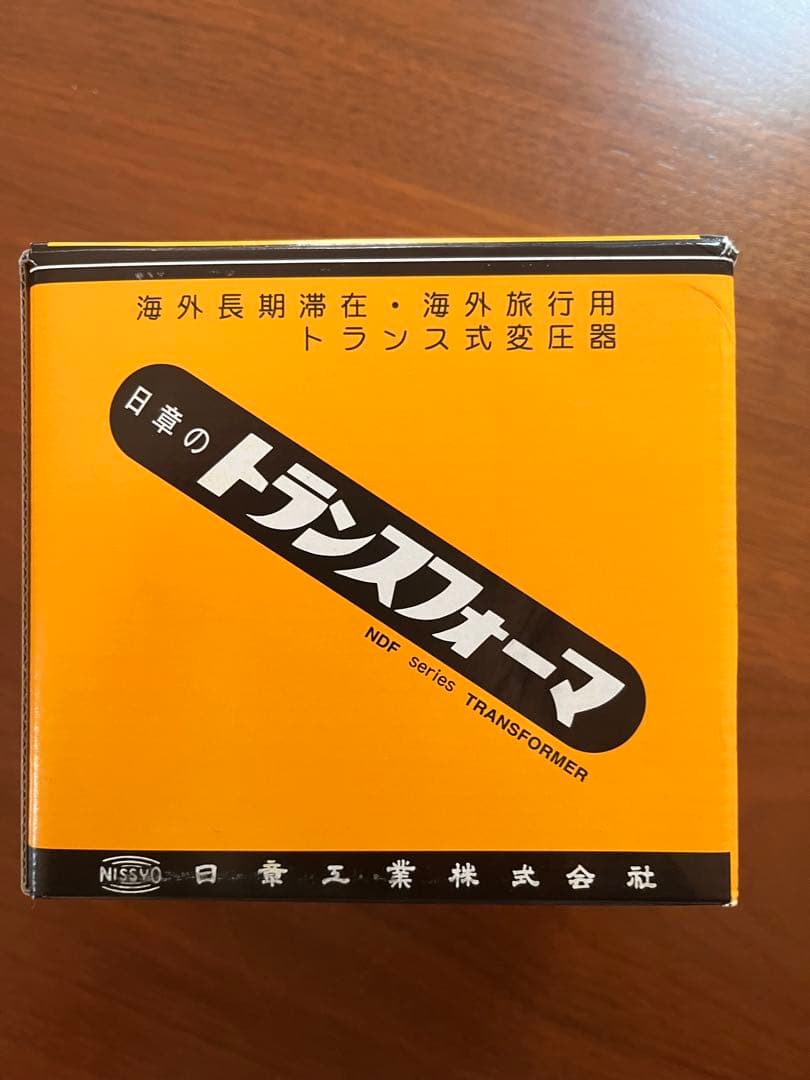 海外長期滞在・海外旅行用
トランス式変圧器
日章の トランスフォーマ
NDF series TRANSFORMER
NISSYO 日章工業株式会社